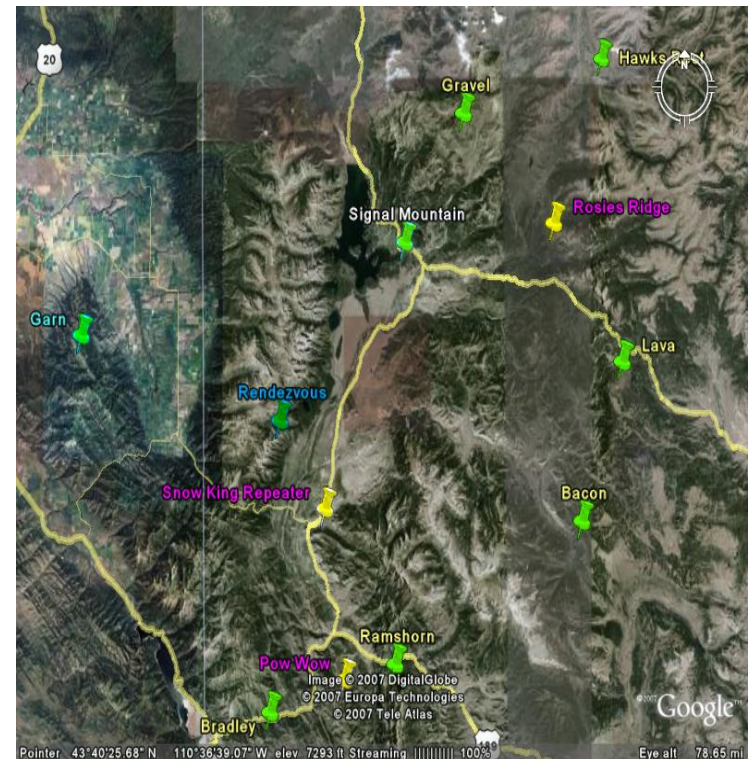 20
Hawks Rest
N
Gravel
Rosies Ridge
Signal Mountain
Garn
Lava
Rendezvous
Snow King Repeater
Bacon
Ramshorn
Pow Wow
Image © 2007 DigitalGlobe
© 2007 Europa Technologies
© 2007 Tele Atlas
Bradley
©2007 Google™
189
Pointer 43°40'25.68" N 110°36'39.07" W elev 7293 ft Streaming |||||||||| 100% Eye alt 78.65 mi